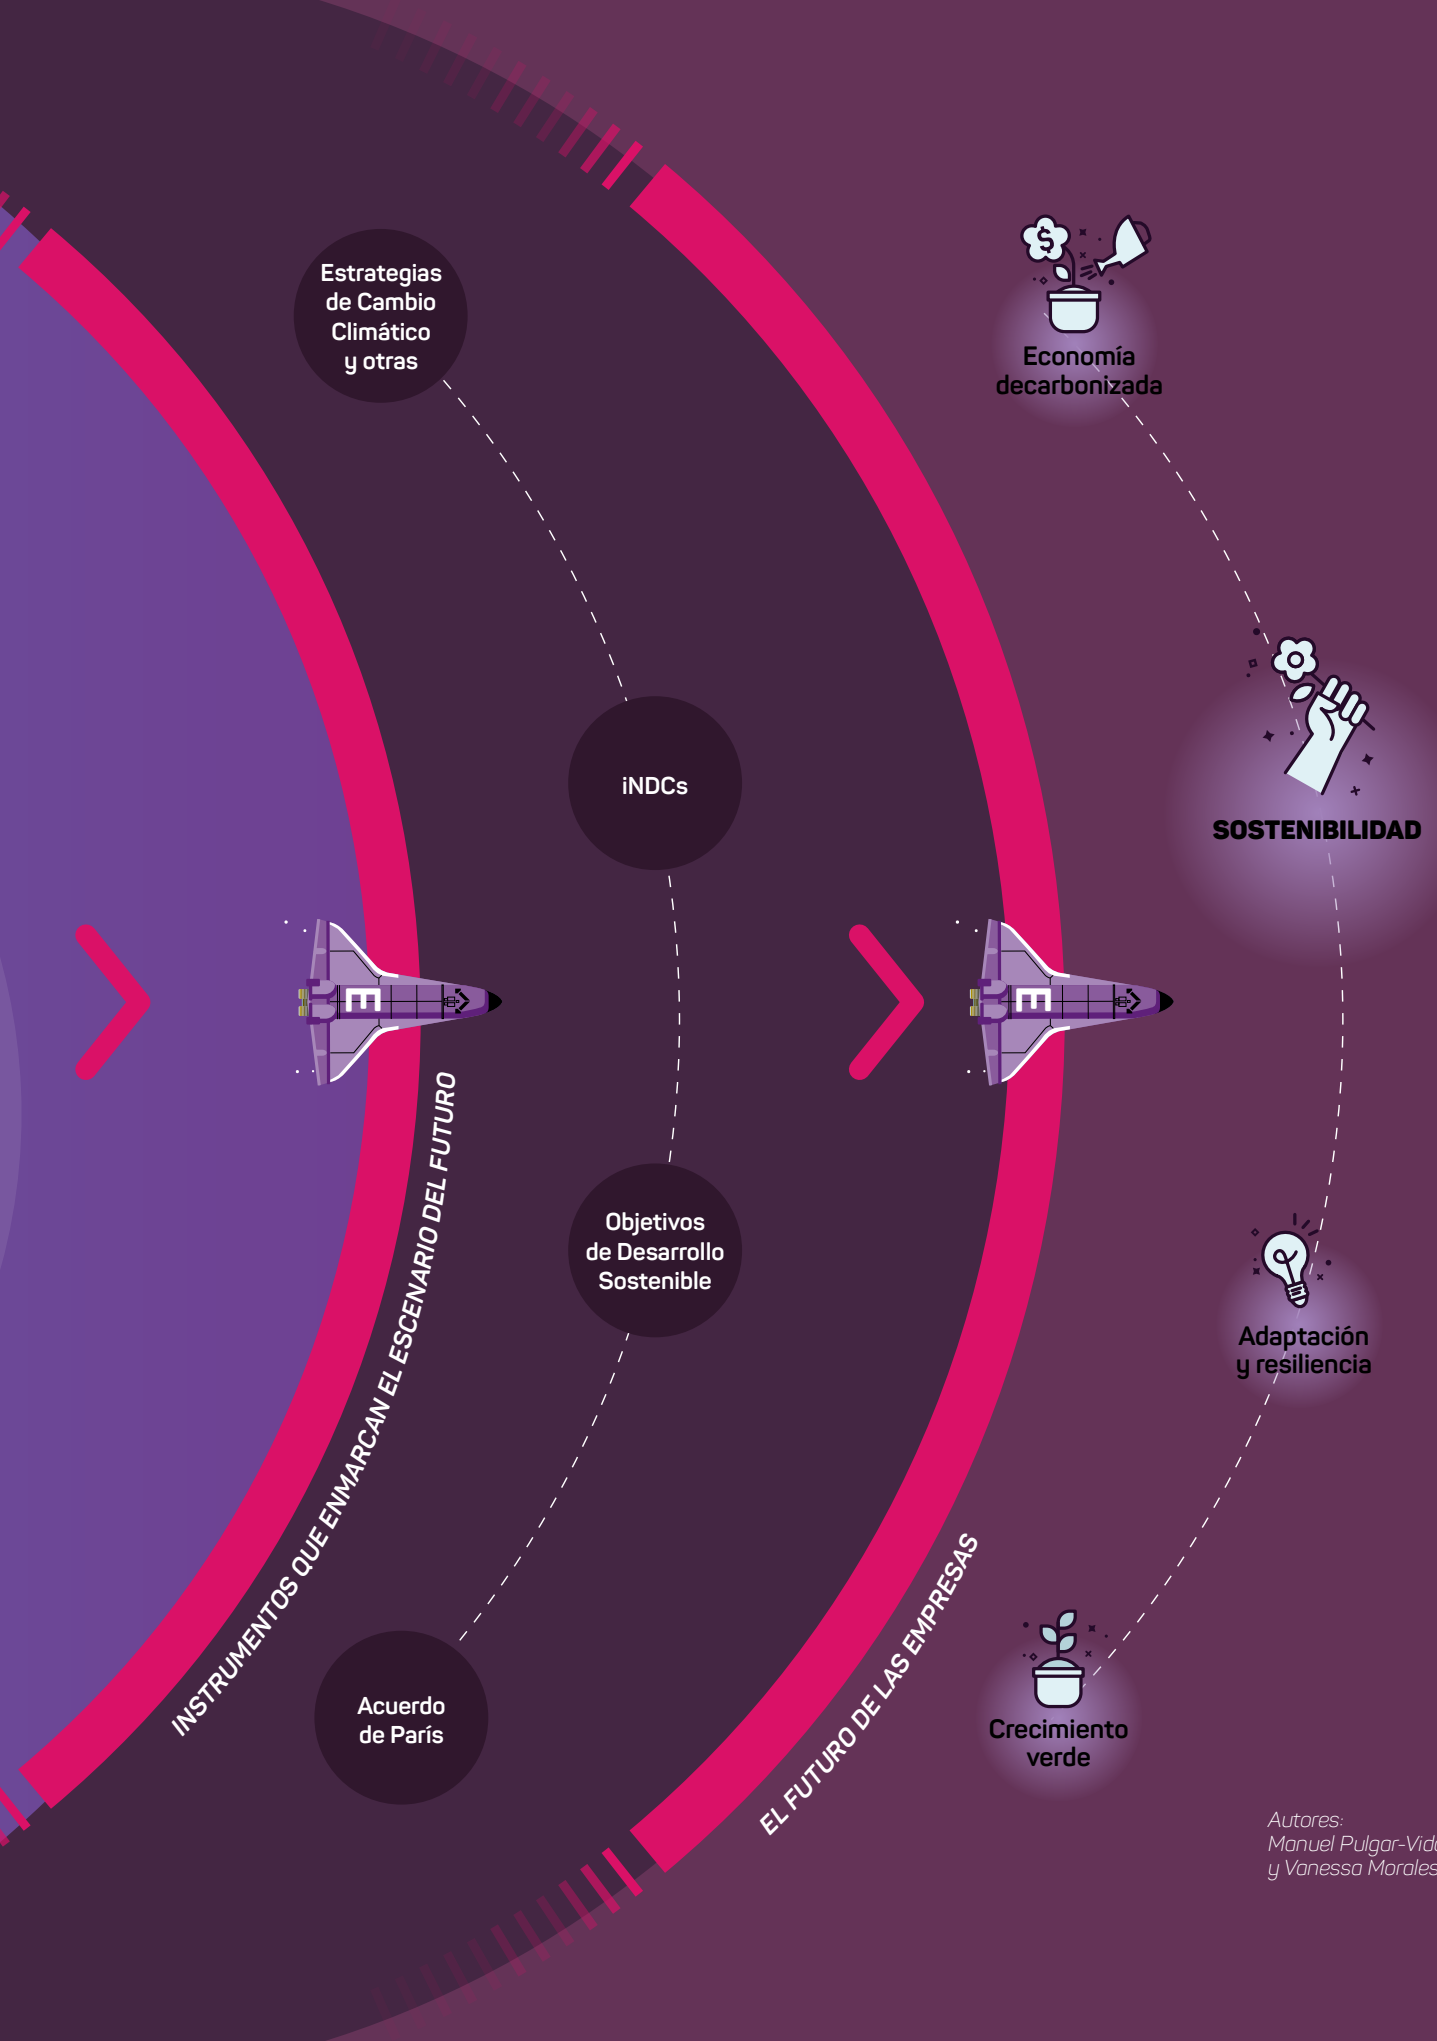 Estrategias
de Cambio
Climático
y otras
iNDCs
Objetivos
de Desarrollo
Sostenible
Acuerdo
de París
INSTRUMENTOS QUE ENMARCAN EL ESCENARIO DEL FUTURO
E
E
EL FUTURO DE LAS EMPRESAS
$
Economía
decarbonizada
SOSTENIBILIDAD
Adaptación
y resiliencia
Crecimiento
verde
Autores:
Manuel
y Vanessa Morales